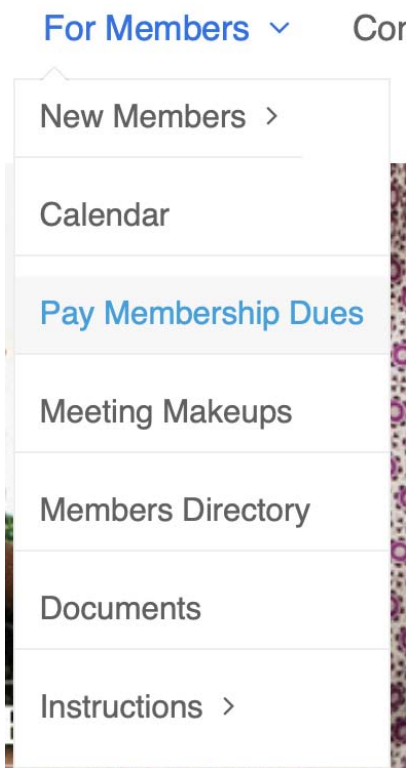 For Members
New Members
Calendar
Pay Membership Dues
Meeting Makeups
Members Directory
Documents
Instructions